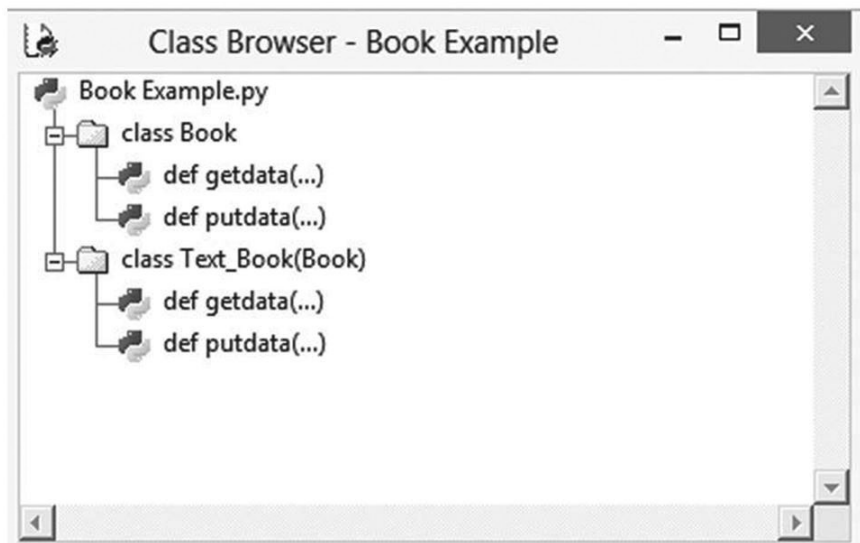 Class Browser - Book Example
Book Example.py
class Book
def getdata(...)
def putdata(...)
class Text_Book(Book)
def getdata(...)
def putdata(...)